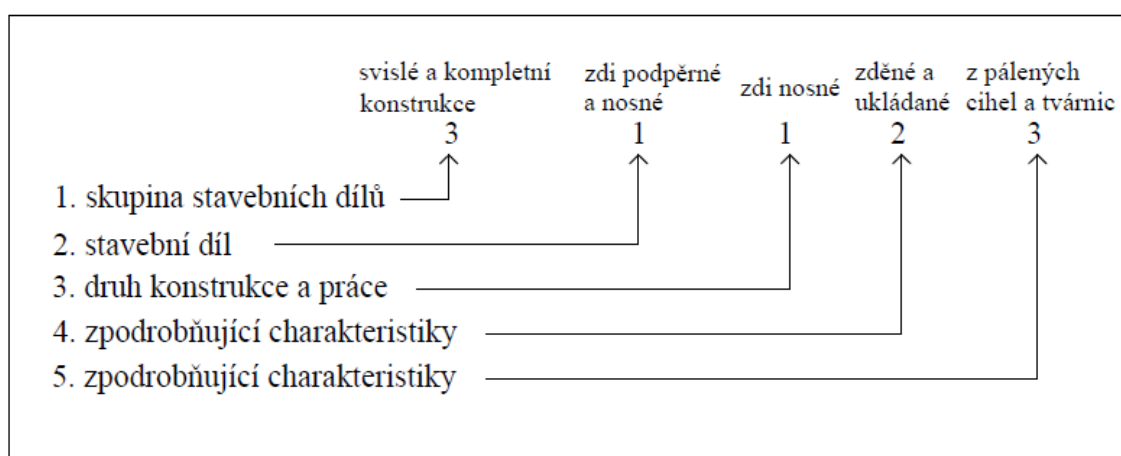 svislé a kompletní
konstrukce
zdi podpěrné
a nosné
zdi nosné
zděné a
ukládané
z pálených
cihel a tvárnic
3 1 1 2 3
1. skupina stavebních dílů
2. stavební díl
3. druh konstrukce a práce
4. zpodrobňující charakteristiky
5. zpodrobňující charakteristiky